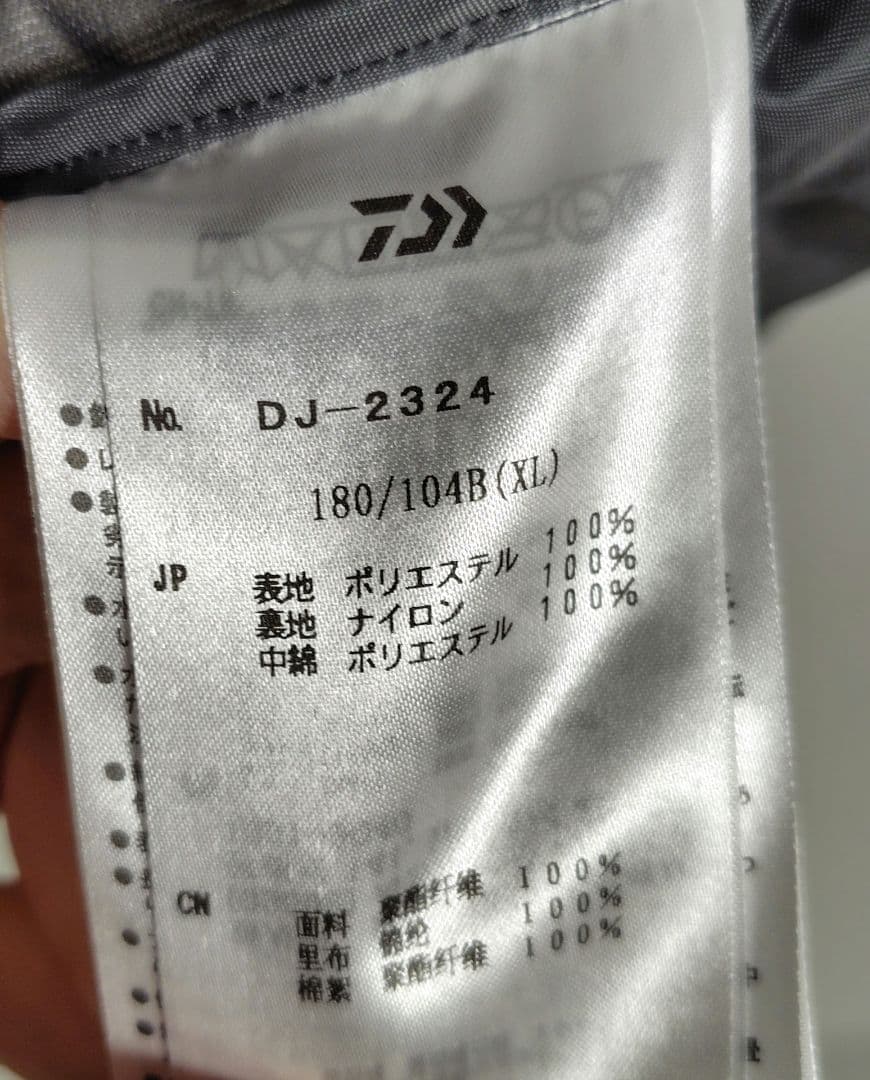 No. DJ-2324
180/104B(XL)
JP 表地 ポリエステル 100%
裏地 ナイロン 100%
中綿 ポリエステル 100%
CN 面料 聚酯纤维 100%
里布 锦纶 100%
棉絮 聚酯纤维 100%